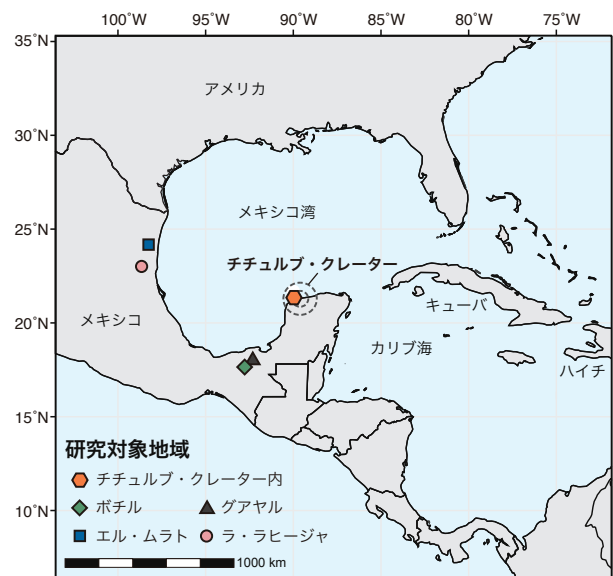 100˚W 95˚W 90˚W 85˚W 80˚W 75˚W
35˚N
アメリカ
30˚N
25˚N
メキシコ湾
チチュルブ・クレーター
キューバ
20˚N
メキシコ
カリブ海
ハイチ
15˚N
研究対象地域
チチュルブ・クレーター内
ボチル グアヤル
10˚N
エル・ムラト ラ・ラヒージャ
1000 km